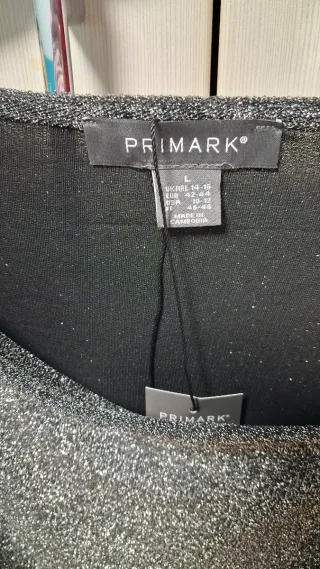 PRIMARK®
L
UK/IRE 14-16
EUR 42-44
USA 10-12
IT 46-48
MADE IN
CAMBODIA
PRIMARK®